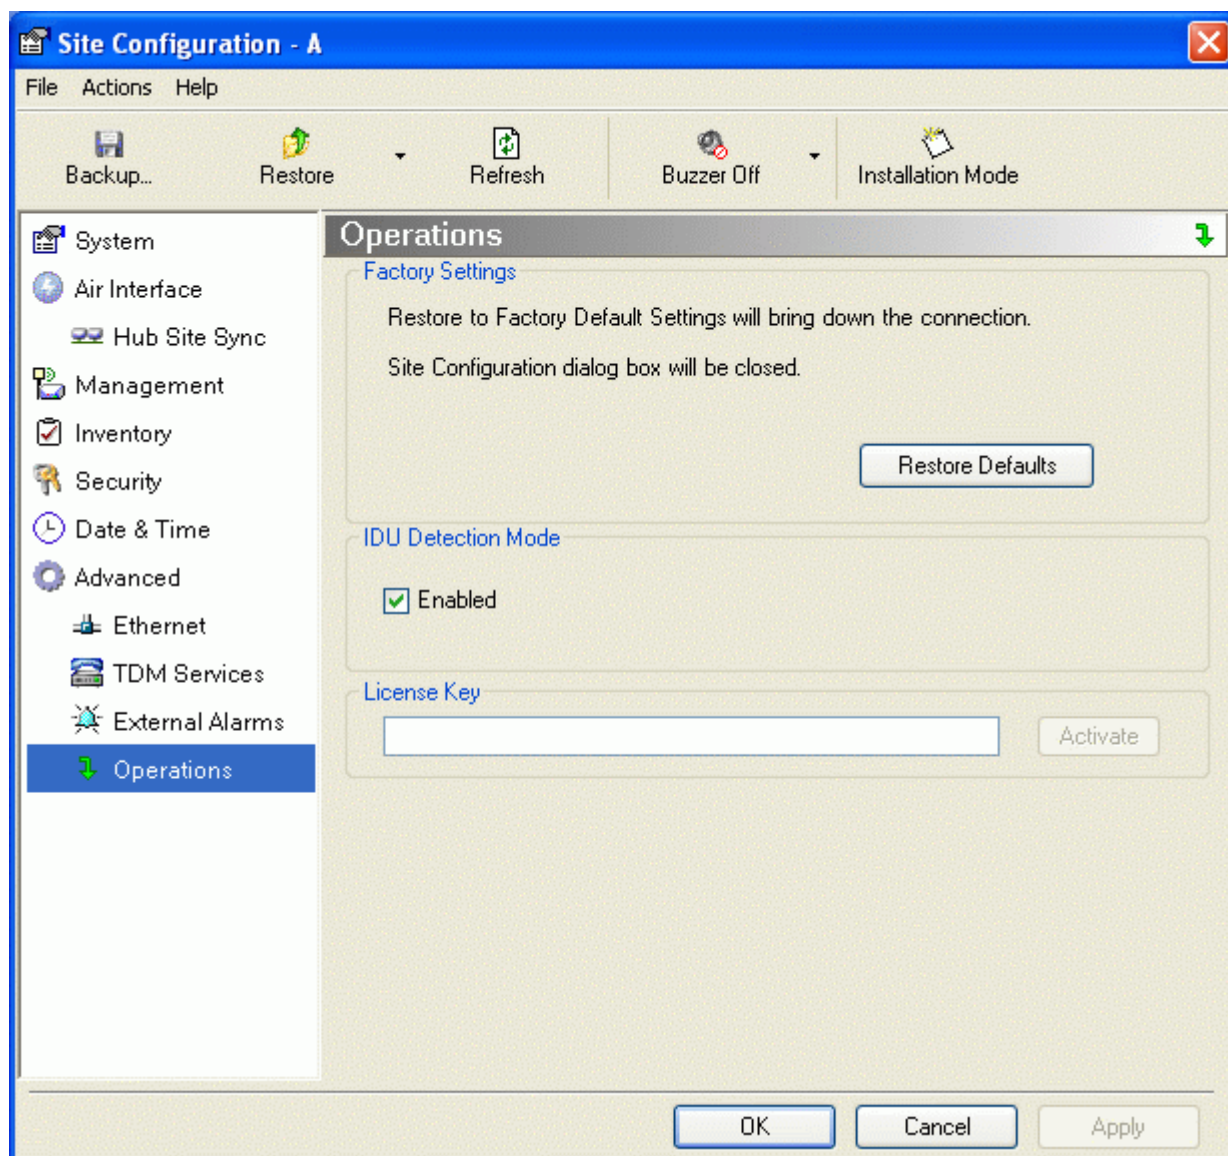 Site Configuration - A
File Actions Help
Backup... Restore Refresh Buzzer Off Installation Mode
System
Air Interface
Hub Site Sync
Management
Inventory
Security
Date & Time
Advanced
Ethernet
TDM Services
External Alarms
Operations
Operations
Factory Settings
Restore to Factory Default Settings will bring down the connection.
Site Configuration dialog box will be closed.
Restore Defaults
IDU Detection Mode
Enabled
License Key
Activate
OK Cancel Apply